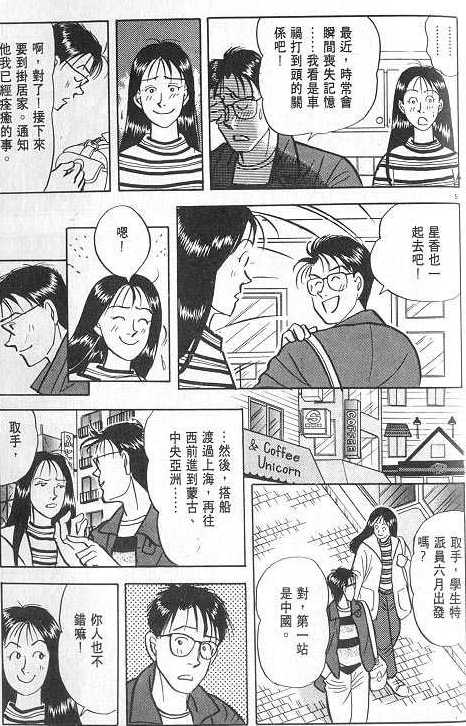 ⋯⋯
⋯⋯
最近，時常會
瞬間喪失記憶
⋯⋯我看是車
禍打到頭的關
係吧！
啊，對了！接下來
要到掛居家。通知
他我已經痊癒的事。
星香也一
起去吧！
嗯！
& Coffee
Unicorn
COFFEE
取手，學生特
派員六月出發
嗎？
對，第一站
是中國。
⋯然後，搭船
渡過上海，再往
西前進到蒙古、
中央亞洲⋯⋯
取手，
你人也不
錯嘛！